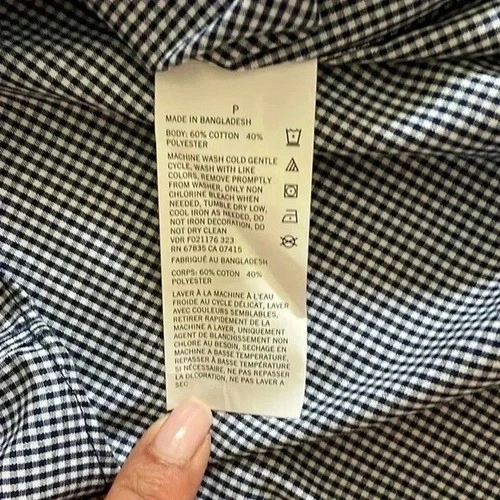 P
MADE IN BANGLADESH
BODY: 60% COTTON 40%
POLYESTER
MACHINE WASH COLD GENTLE
CYCLE, WASH WITH LIKE
COLORS, REMOVE PROMPTLY
FROM WASHER, ONLY NON
CHLORINE BLEACH WHEN
NEEDED, TUMBLE DRY LOW,
COOL IRON AS NEEDED, DO
NOT IRON DECORATION, DO
NOT DRY CLEAN
VDR F021176 323
RN 67835 CA 07415
FABRIQUÉ AU BANGLADESH
CORPS: 60% COTON 40%
POLYESTER
LAVER À LA MACHINE À L'EAU
FROIDE AU CYCLE DÉLICAT, LAVER
AVEC COULEURS SEMBLABLES,
RETIRER RAPIDEMENT DE LA
MACHINE A LAVER, UNIQUEMENT
AGENT DE BLANCHISSEMENT NON
CHLORE AU BESOIN, SECHAGE EN
MACHINE A BASSE TEMPERATURE,
REPASSER À BASSE TEMPÉRATURE
SI NÉCESSAIRE, NE PAS REPASSER
LA DLCORATION, NE PAS LAVER A
SEC